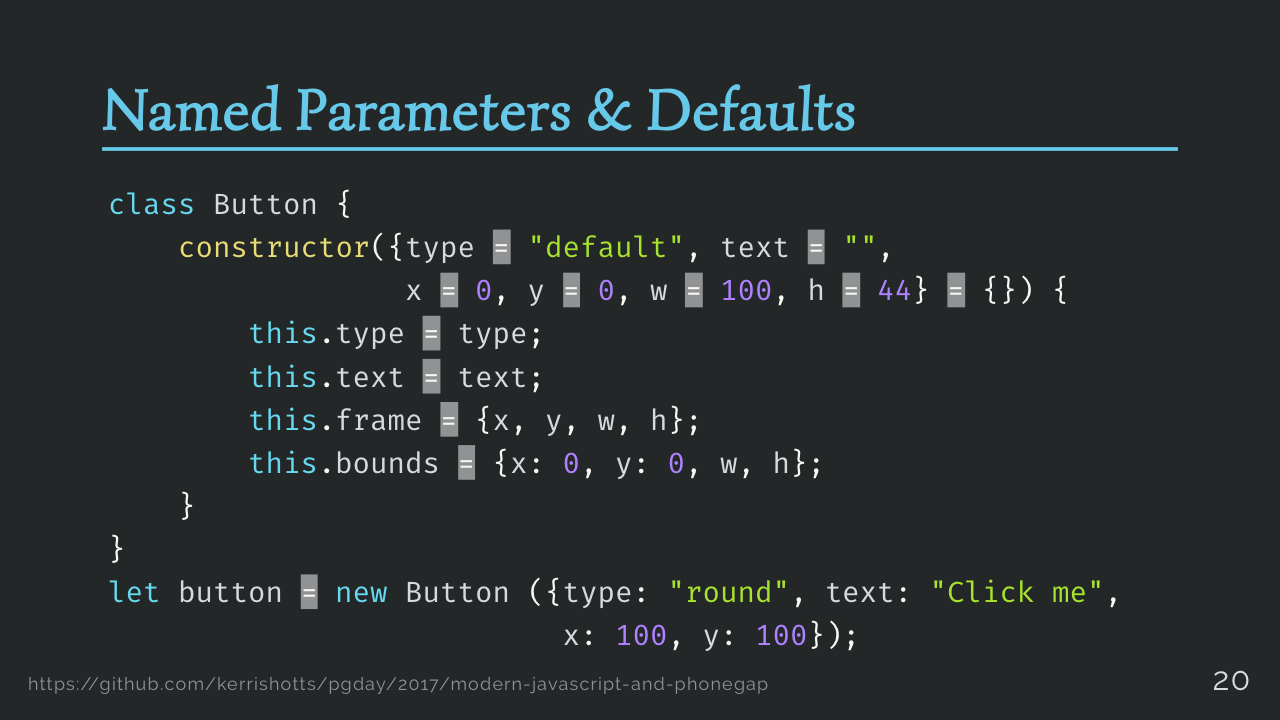 Named Parameters & Defaults
class Button {
    constructor({type = "default", text = "",
                 x = 0, y = 0, w = 100, h = 44} = {}) {
        this.type = type;
        this.text = text;
        this.frame = {x, y, w, h};
        this.bounds = {x: 0, y: 0, w, h};
    }
}
let button = new Button ({type: "round", text: "Click me",
                          x: 100, y: 100});
https://github.com/kerrishotts/pgday/2017/modern-javascript-and-phonegap
20